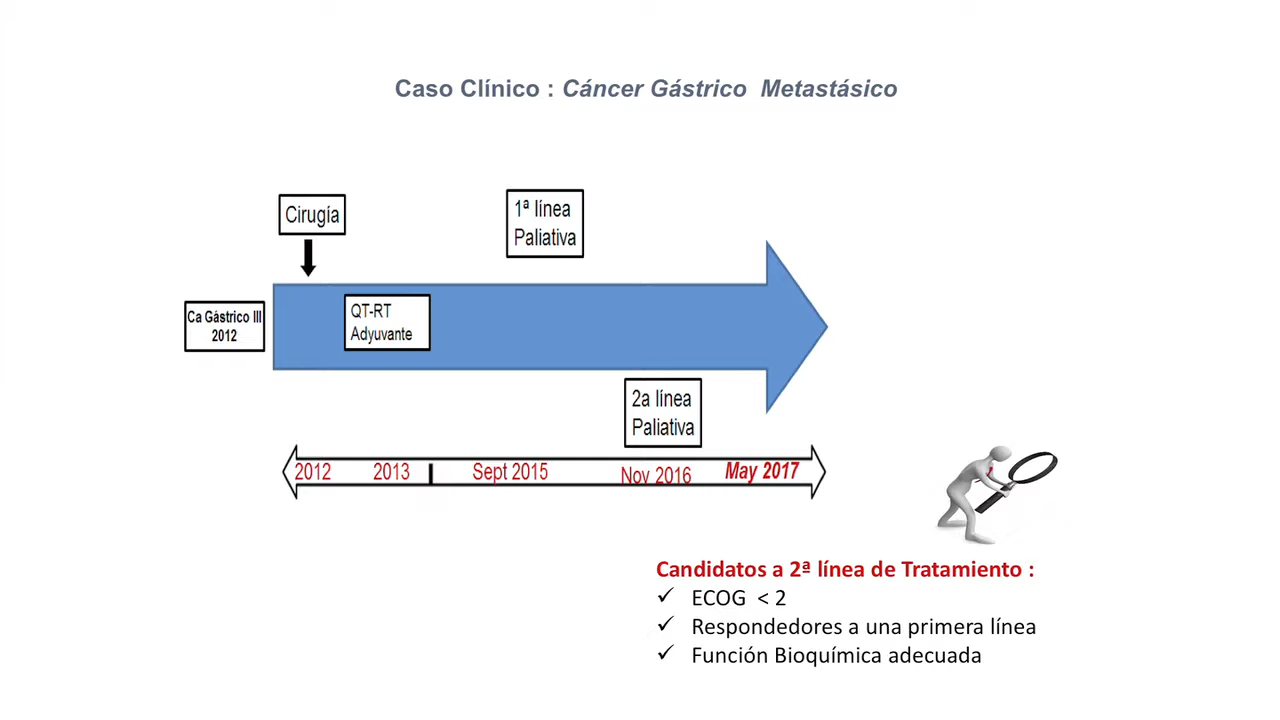 Caso Clínico : Cáncer Gástrico Metastásico
Cirugía
1ª línea
Paliativa
Ca Gástrico III
2012
QT-RT
Adyuvante
2a línea
Paliativa
2012 2013 Sept 2015 Nov 2016 May 2017
Candidatos a 2ª línea de Tratamiento :
✓ ECOG < 2
✓ Respondedores a una primera línea
✓ Función Bioquímica adecuada